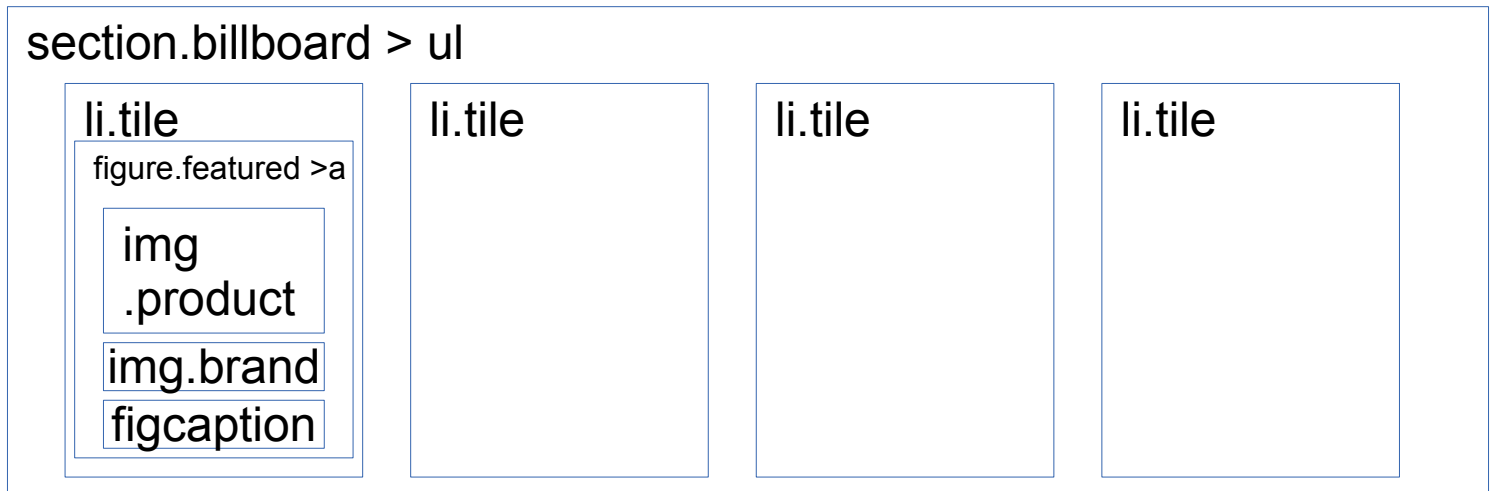 section.billboard > ul
li.tile
figure.featured >a
img
.product
img.brand
figcaption
li.tile
li.tile
li.tile